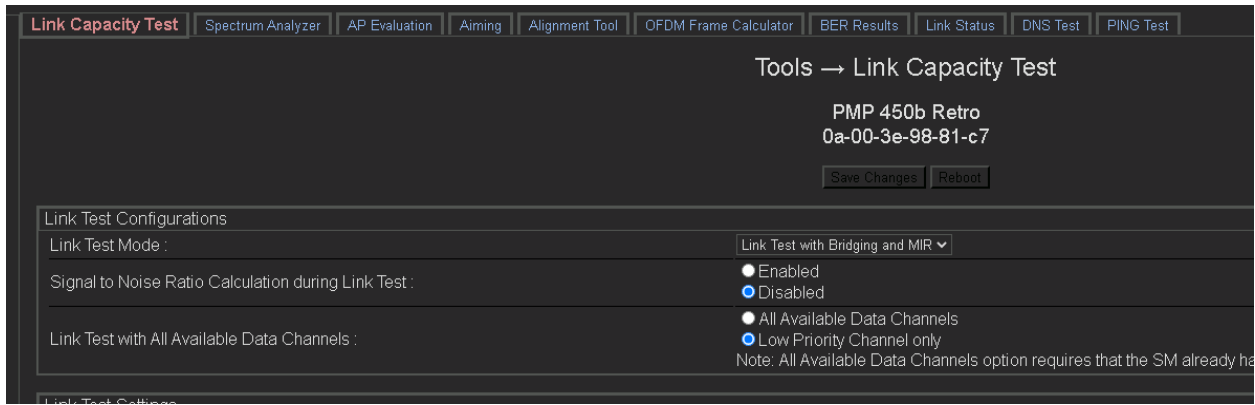 Link Capacity Test Spectrum Analyzer AP Evaluation Aiming Alignment Tool OFDM Frame Calculator BER Results Link Status DNS Test PING Test
Tools → Link Capacity Test
PMP 450b Retro
0a-00-3e-98-81-c7
Save Changes Reboot
Link Test Configurations
Link Test Mode : Link Test with Bridging and MIR
Signal to Noise Ratio Calculation during Link Test : Enabled
Disabled
Link Test with All Available Data Channels : All Available Data Channels
Low Priority Channel only
Note: All Available Data Channels option requires that the SM already ha
Link Test Settings